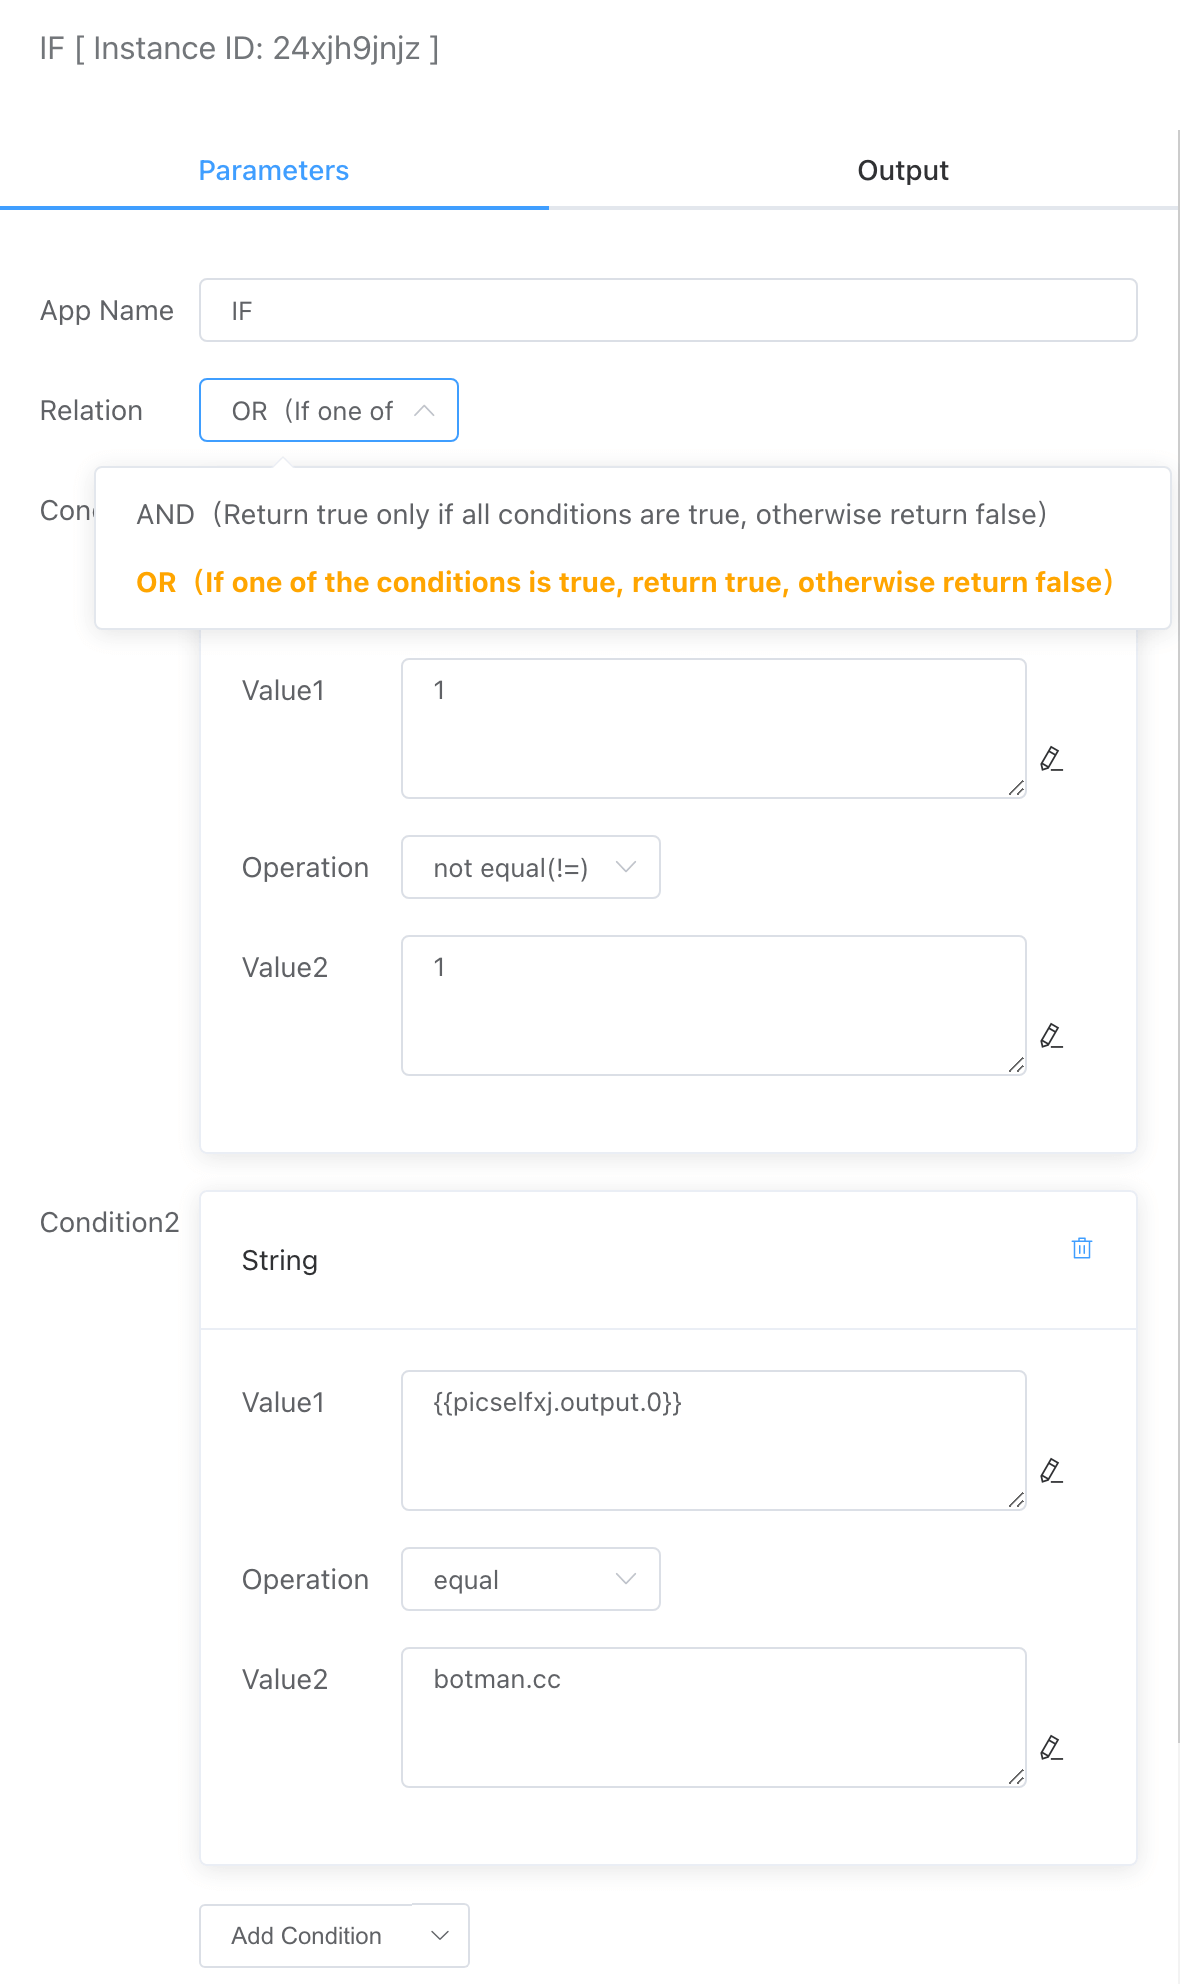 IF [ Instance ID: 24xjh9jnjz ]
Parameters
Output
App Name
IF
Relation
OR（If one of
AND（Return true only if all conditions are true, otherwise return false）
OR（If one of the conditions is true, return true, otherwise return false）
Value1
1
Operation
not equal(!=)
Value2
1
Condition2
String
Value1
{{picselfxj.output.0}}
Operation
equal
Value2
botman.cc
Add Condition